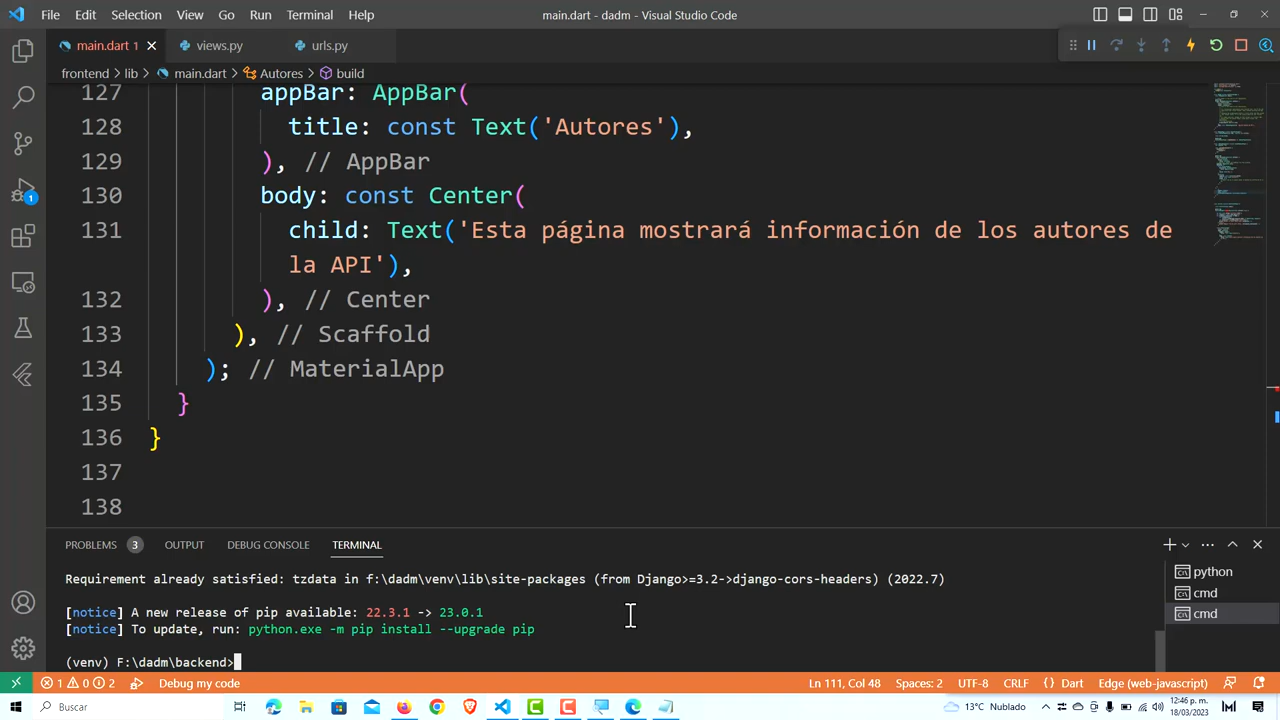 File Edit Selection View Go Run Terminal Help main.dart - dadm - Visual Studio Code
main.dart 1 views.py urls.py
frontend > lib > main.dart > Autores > build
127 appBar: AppBar(
128 title: const Text('Autores'),
129 ), // AppBar
130 body: const Center(
131 child: Text('Esta página mostrará información de los autores de
la API'),
132 ), // Center
133 ), // Scaffold
134 ); // MaterialApp
135 }
136 }
137
138
1
PROBLEMS 3 OUTPUT DEBUG CONSOLE TERMINAL
Requirement already satisfied: tzdata in f:\dadm\venv\lib\site-packages (from Django>=3.2->django-cors-headers) (2022.7)
[notice] A new release of pip available: 22.3.1 -> 23.0.1
[notice] To update, run: python.exe -m pip install --upgrade pip
(venv) F:\dadm\backend>
python
cmd
cmd
1 0 2 Debug my code Ln 111, Col 48 Spaces: 2 UTF-8 CRLF {} Dart Edge (web-javascript)
Buscar 13°C Nublado 12:46 p. m.
18/03/2023